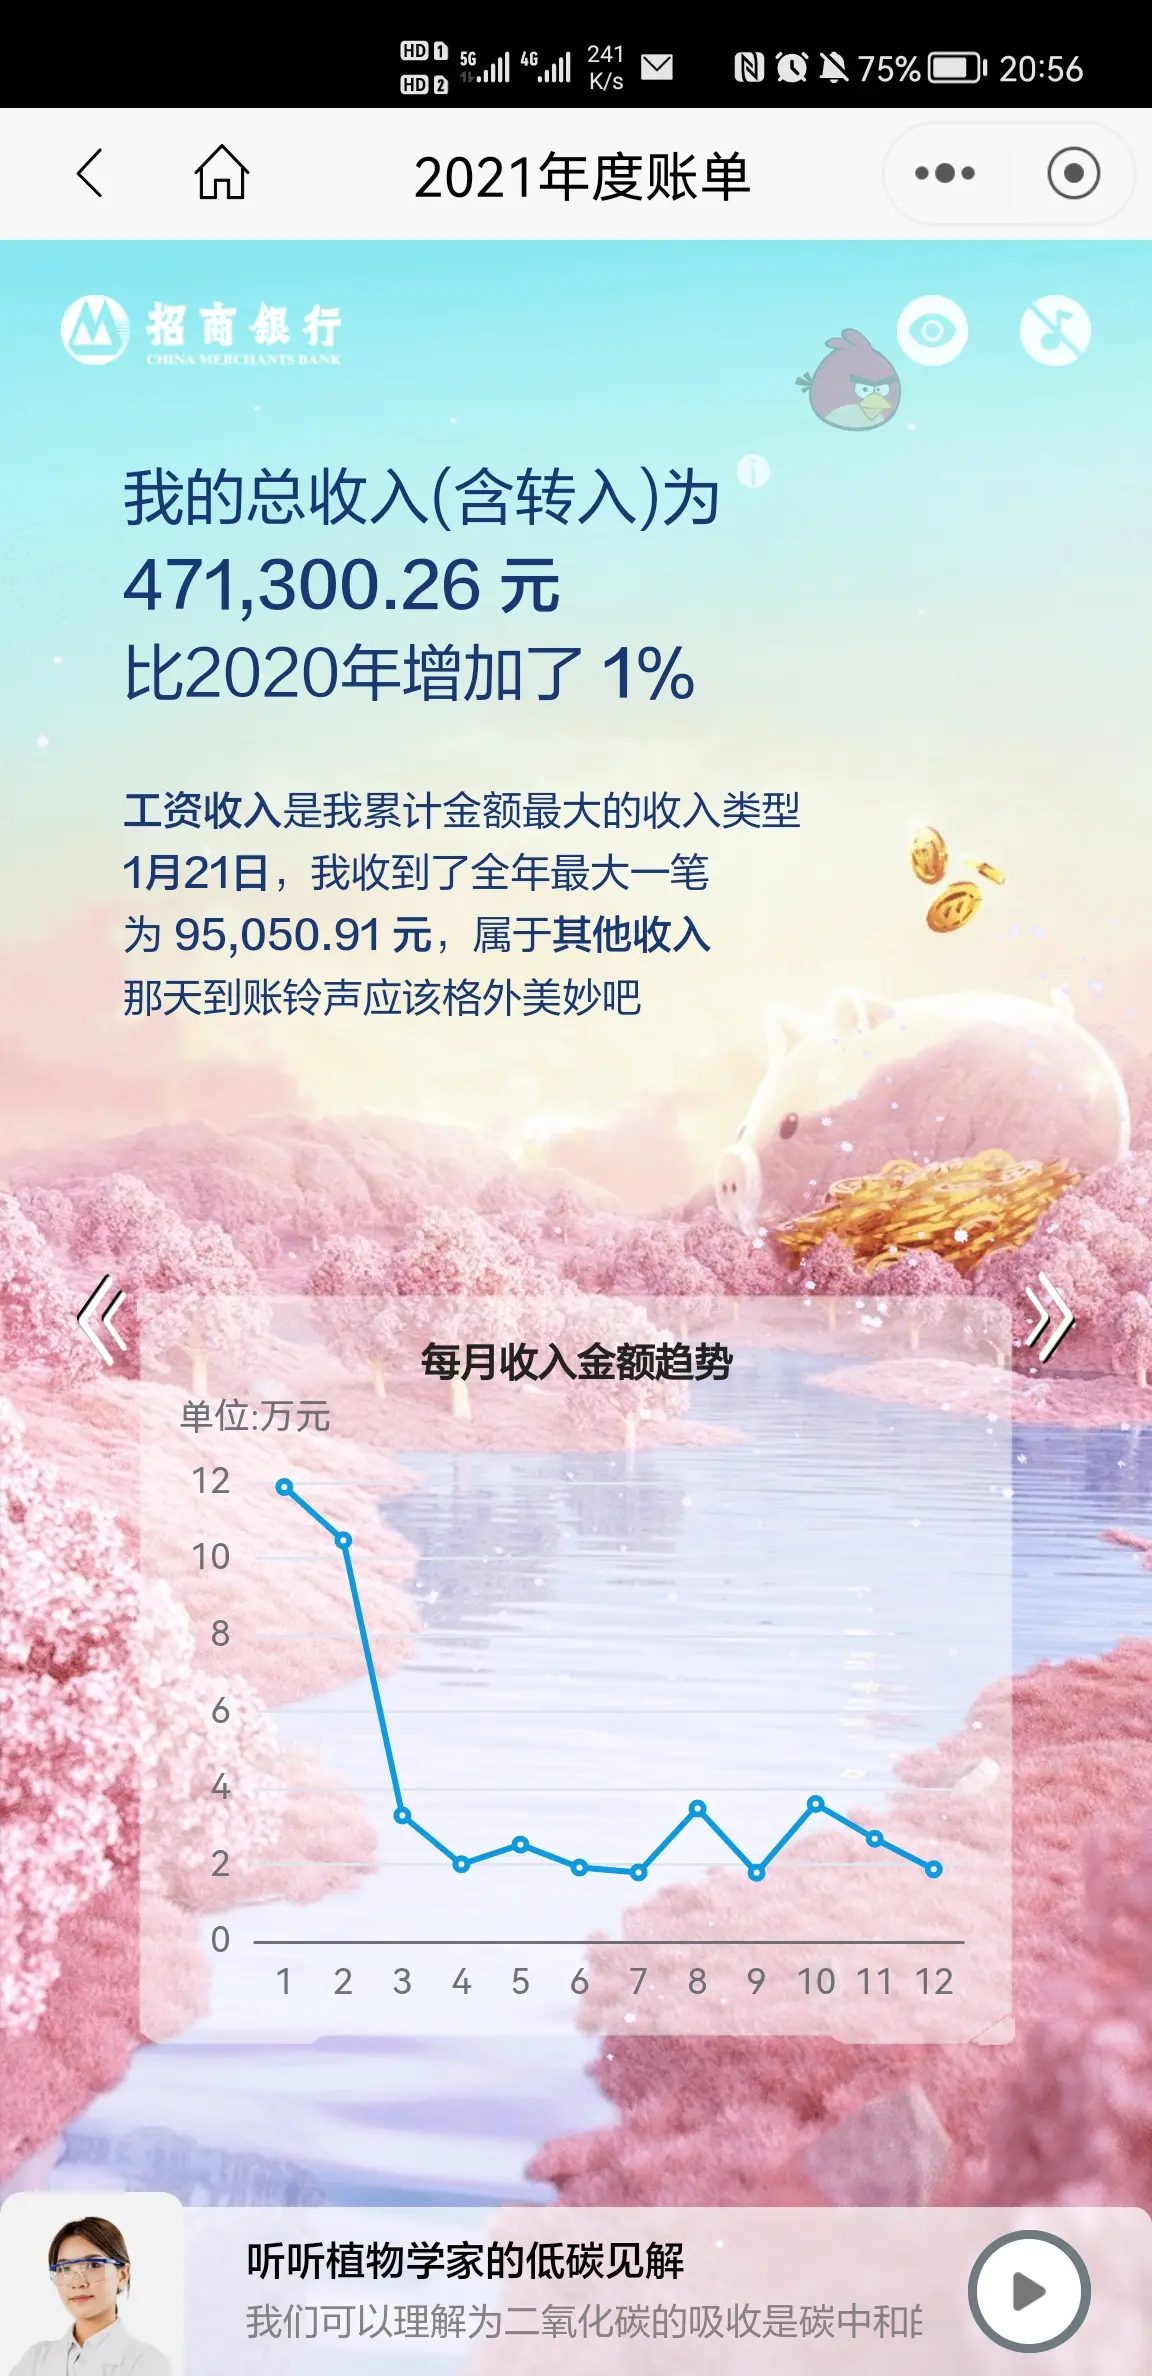 HD 1
HD 2
5G
4G
241
K/s
75%
20:56
2021年度账单
招商銀行
CHINA MERCHANTS BANK
我的总收入(含转入)为
471,300.26 元
比2020年增加了 1%
工资收入是我累计金额最大的收入类型
1月21日，我收到了全年最大一笔
为 95,050.91 元，属于其他收入
那天到账铃声应该格外美妙吧
每月收入金额趋势
单位:万元
12
10
8
6
4
2
0
1 2 3 4 5 6 7 8 9 10 11 12
听听植物学家的低碳见解
我们可以理解为二氧化碳的吸收是碳中和